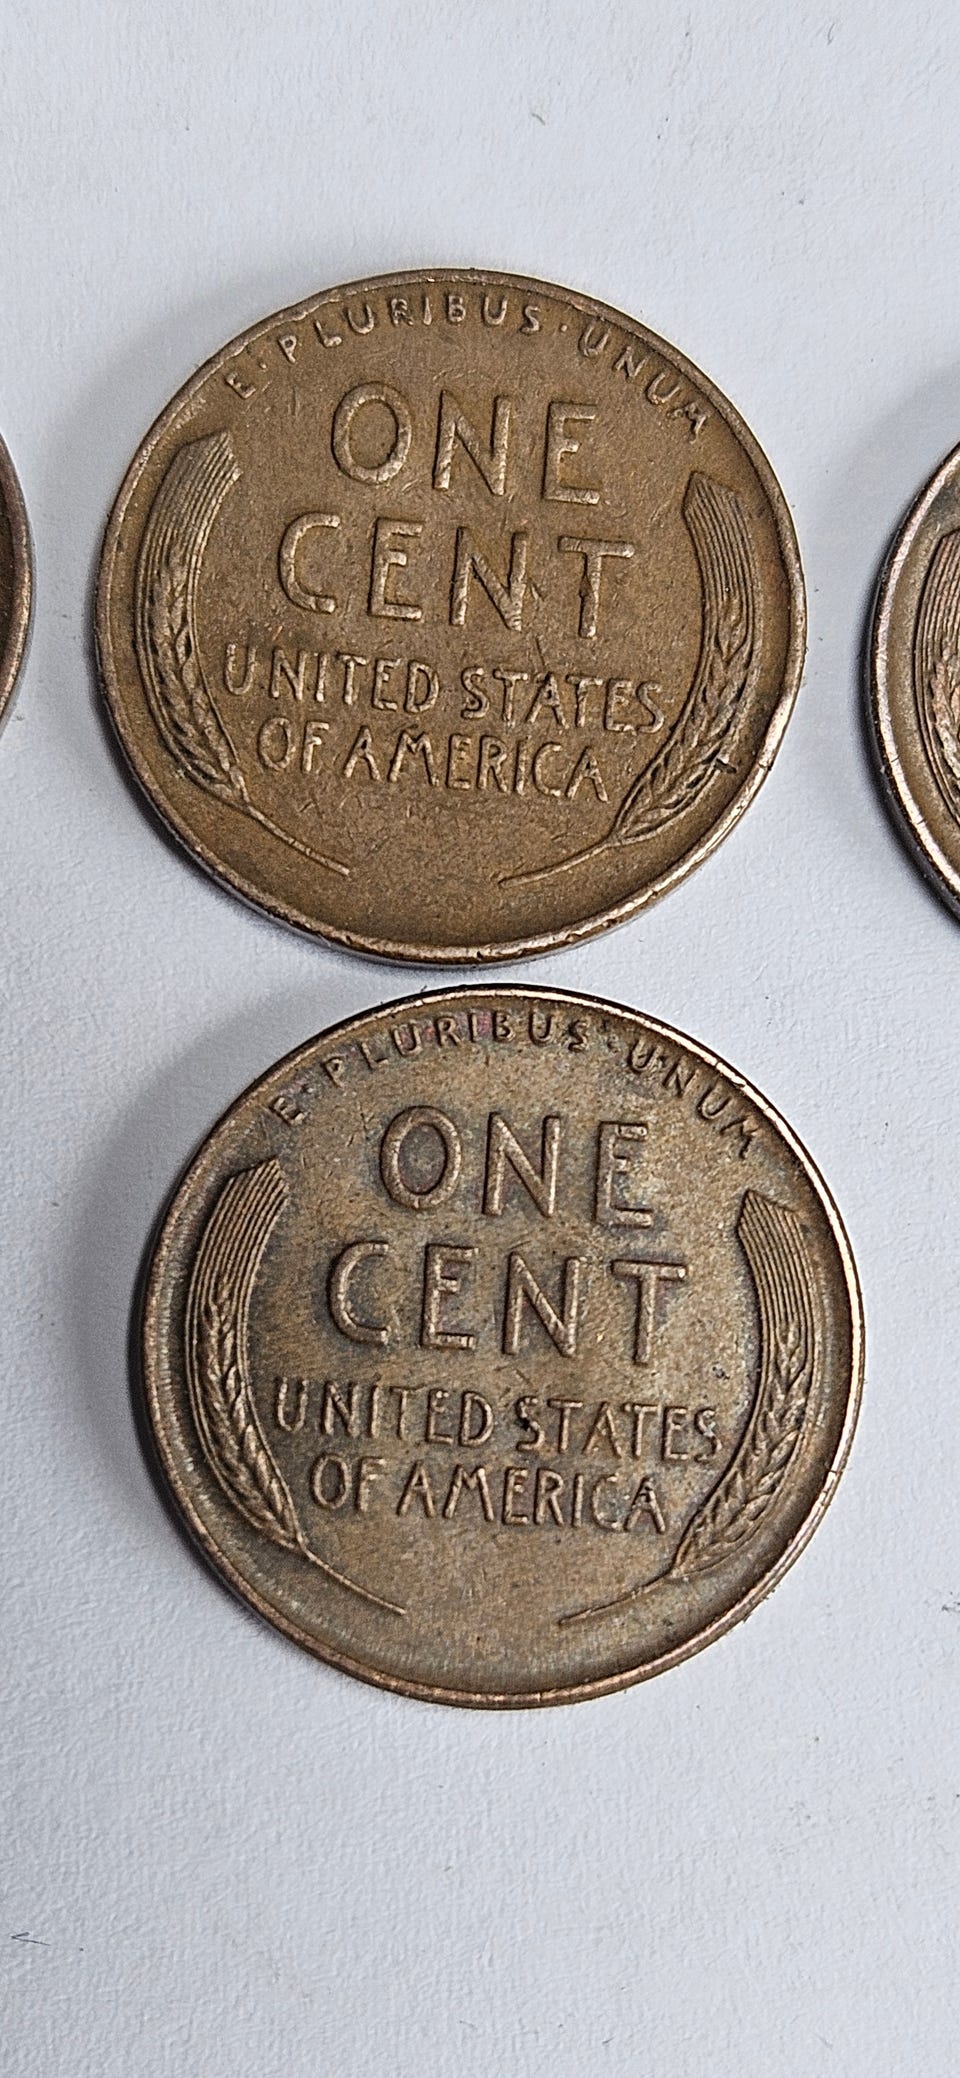 E·PLURIBUS·UNUM
ONE
CENT
UNITED STATES
OF AMERICA
E·PLURIBUS·UNUM
ONE
CENT
UNITED STATES
OF AMERICA